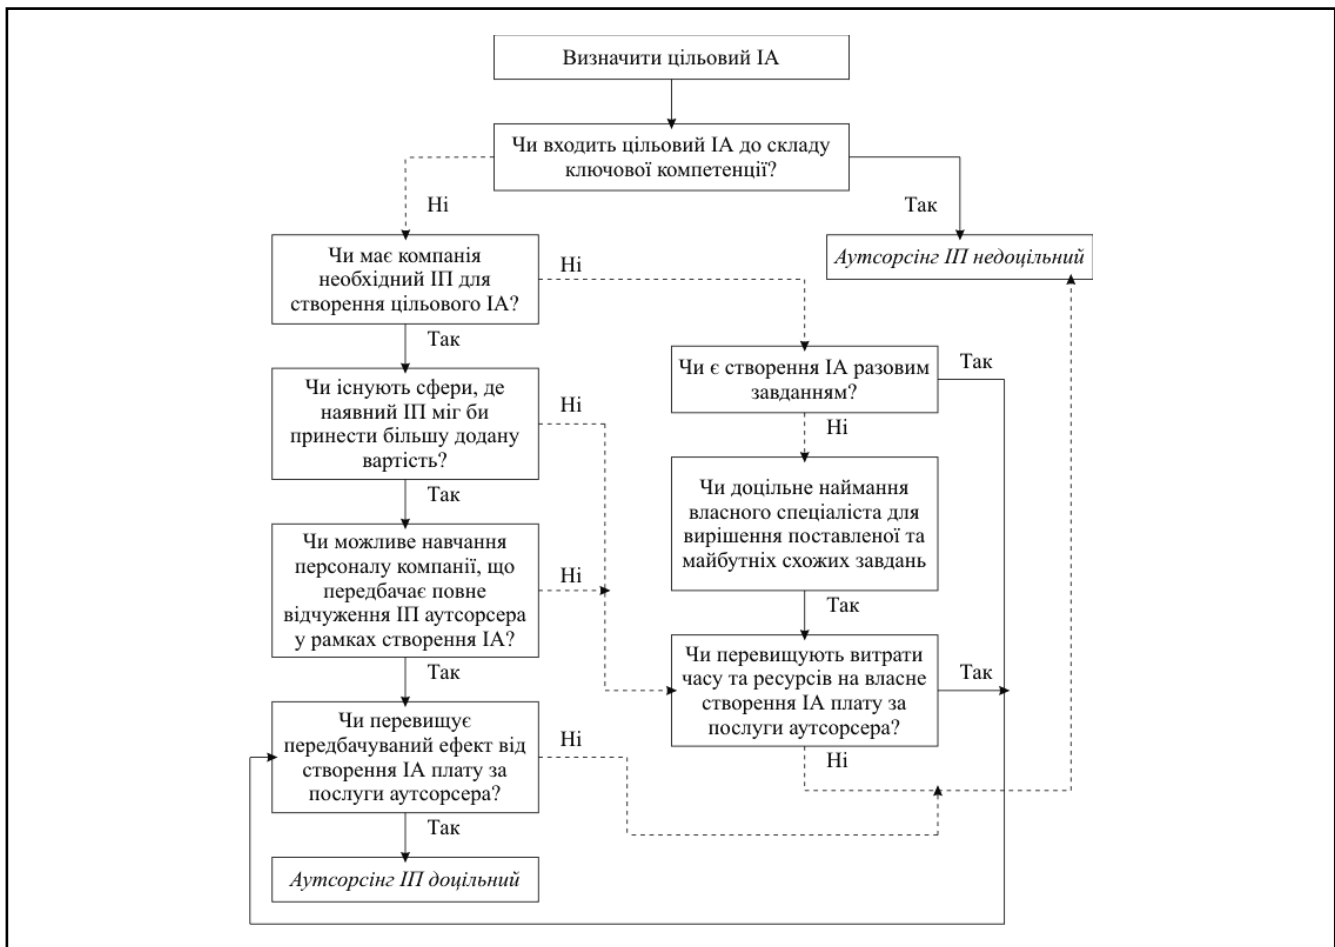 Визначити цільовий ІА
Чи входить цільовий ІА до складу
ключової компетенції?
Ні
Так
Чи має компанія
необхідний ІП для
створення цільового ІА?
Ні
Аутсорсінг ІП недоцільний
Так
Чи є створення ІА разовим
завданням?
Так
Чи існують сфери, де
наявний ІП міг би
принести більшу додану
вартість?
Ні
Ні
Так
Чи доцільне наймання
власного спеціаліста для
вирішення поставленої та
майбутніх схожих завдань
Чи можливе навчання
персоналу компанії, що
передбачає повне
відчуження ІП аутсорсера
у рамках створення ІА?
Ні
Так
Так
Чи перевищують витрати
часу та ресурсів на власне
створення ІА плату за
послуги аутсорсера?
Так
Чи перевищує
передбачуваний ефект від
створення ІА плату за
послуги аутсорсера?
Ні
Ні
Так
Аутсорсінг ІП доцільний